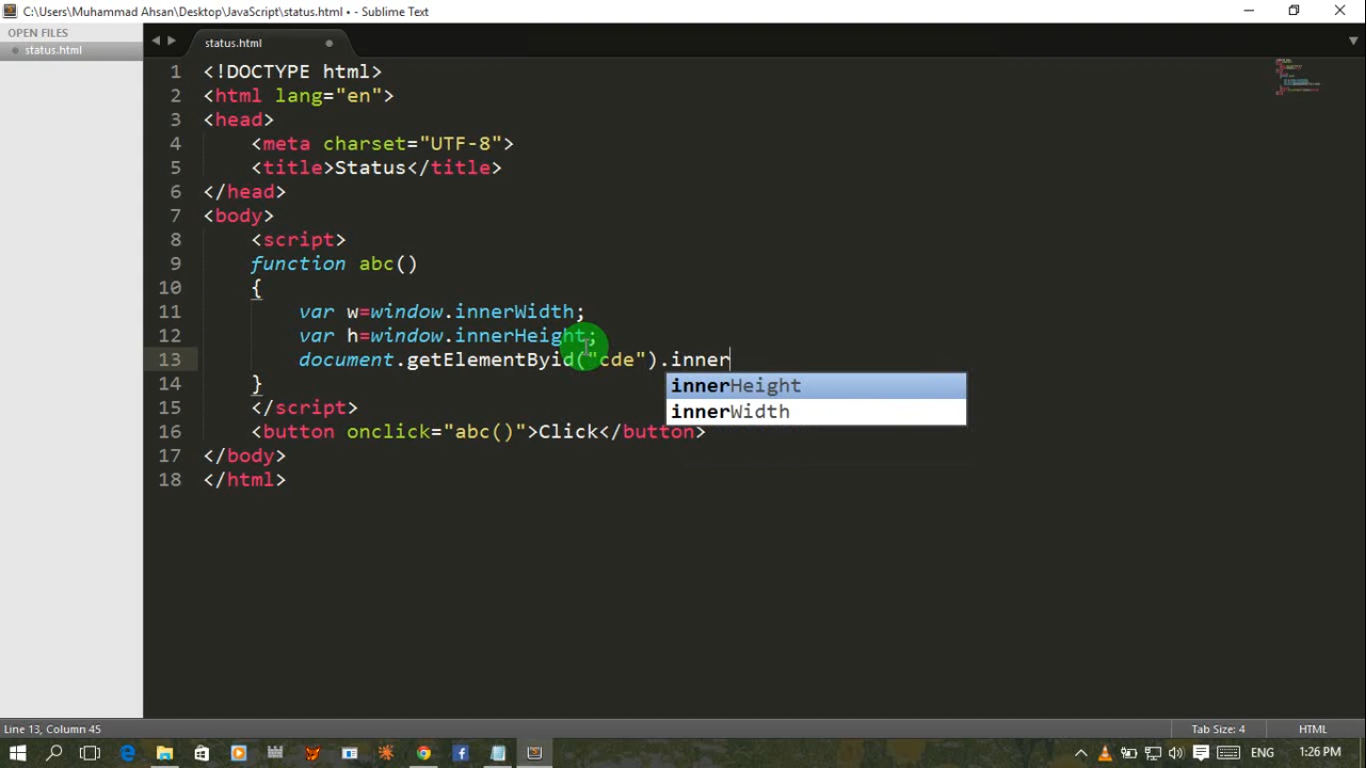 C:\Users\Muhammad Ahsan\Desktop\JavaScript\status.html • - Sublime Text
OPEN FILES
status.html
status.html
1 <!DOCTYPE html>
2 <html lang="en">
3 <head>
4 <meta charset="UTF-8">
5 <title>Status</title>
6 </head>
7 <body>
8 <script>
9 function abc()
10 {
11 var w=window.innerWidth;
12 var h=window.innerHeight;
13 document.getElementByid("cde").inner
innerHeight
innerWidth
14 }
15 </script>
16 <button onclick="abc()">Click</button>
17 </body>
18 </html>
Line 13, Column 45
Tab Size: 4
HTML
ENG
1:26 PM